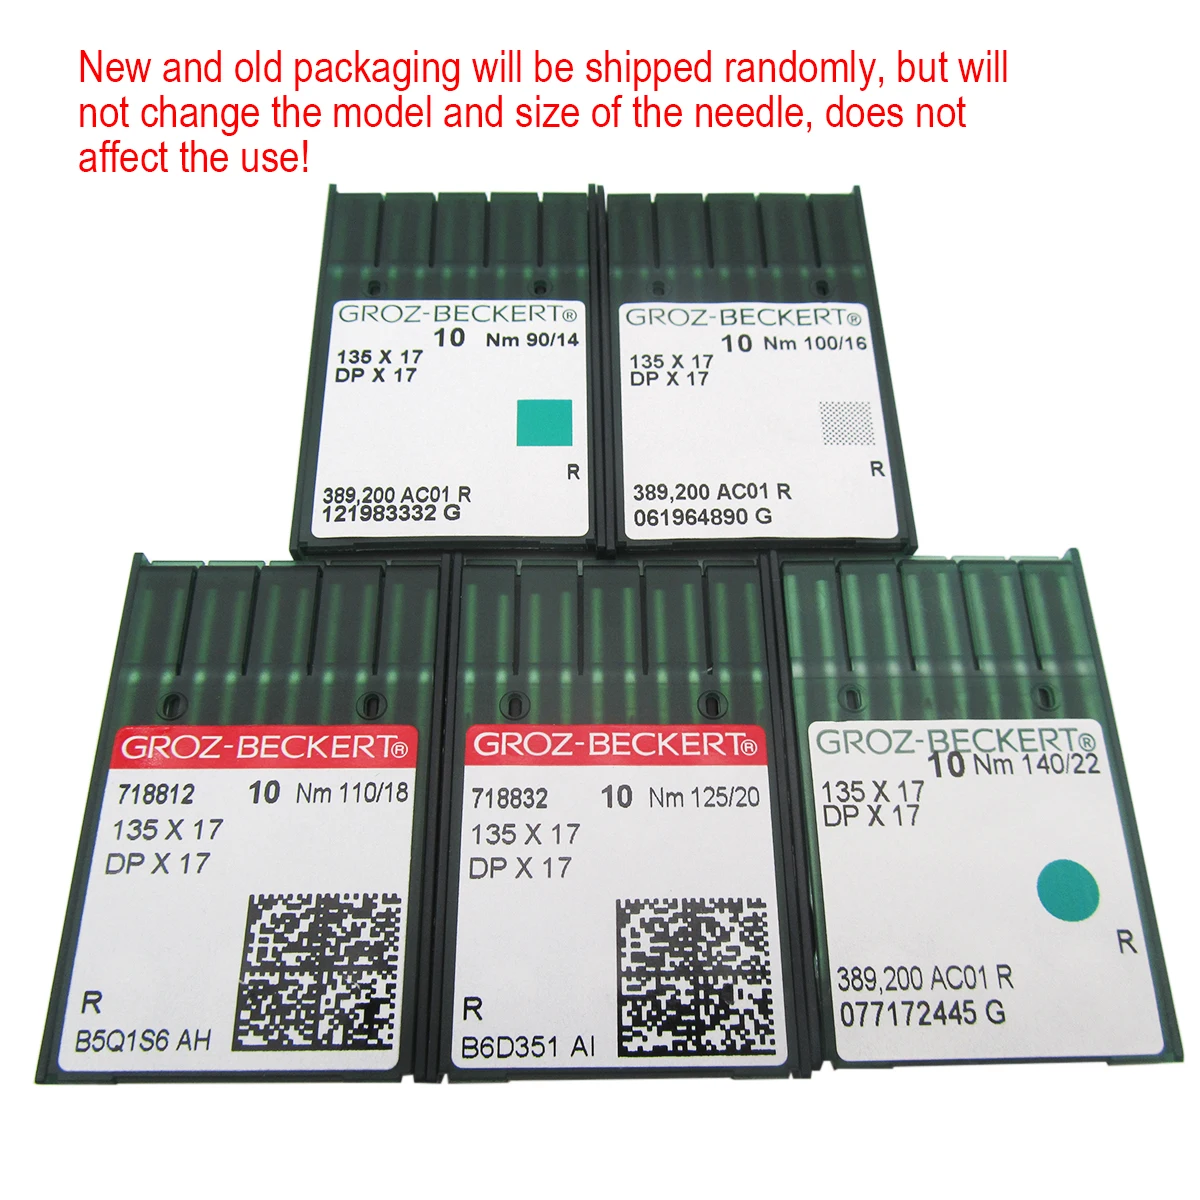 New and old packaging will be shipped randomly, but will
not change the model and size of the needle, does not
affect the use!
GROZ-BECKERT®
10 Nm 90/14
135 X 17
DP X 17
R
389,200 AC01 R
121983332 G
GROZ-BECKERT®
10 Nm 100/16
135 X 17
DP X 17
R
389,200 AC01 R
061964890 G
GROZ-BECKERT®
718812 10 Nm 110/18
135 X 17
DP X 17
R
B5Q1S6 AH
GROZ-BECKERT®
718832 10 Nm 125/20
135 X 17
DP X 17
R
B6D351 AI
GROZ-BECKERT®
10 Nm 140/22
135 X 17
DP X 17
R
389,200 AC01 R
077172445 G